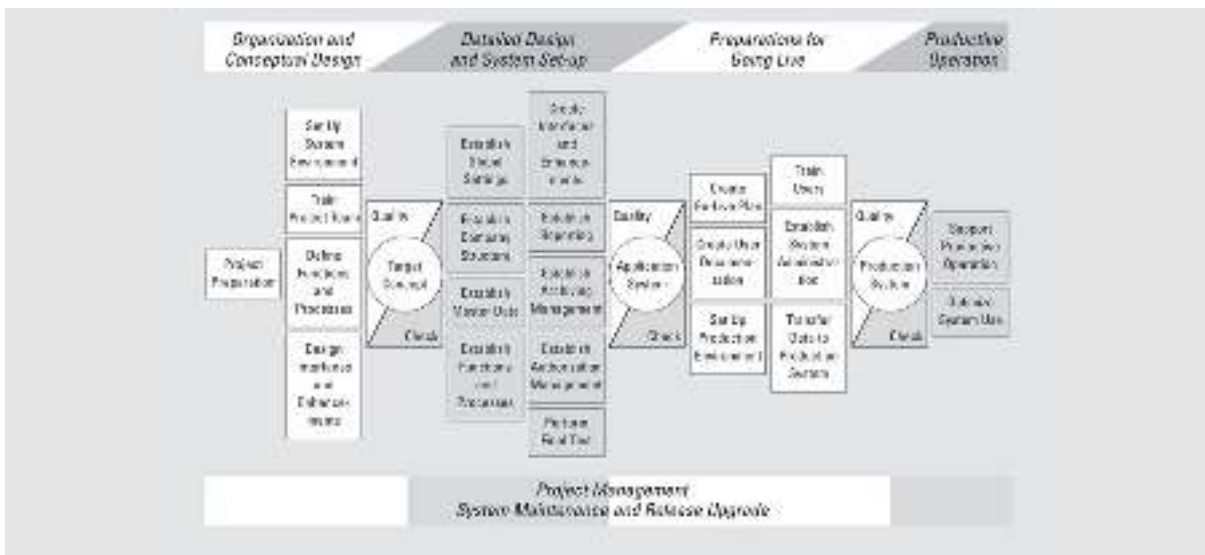 Organization and
Conceptual Design
Detailed Design
and System Set-up
Preparations for
Going Live
Productive
Operation
Project
Preparation
Set Up
System
Environment
Train
Project Team
Define
Functions
and
Processes
Design
Interfaces
and
Enhance-
ments
Quality
Target
Concept
Check
Establish
Global
Settings
Establish
Company
Structure
Establish
Master Data
Establish
Functions
and
Processes
Create
Interfaces
and
Enhance-
ments
Establish
Reporting
Establish
Archiving
Management
Establish
Authorization
Management
Perform
Final Test
Quality
Application
System
Check
Create
Go-Live Plan
Create User
Documen-
tation
Set Up
Production
Environment
Train
Users
Establish
System
Administra-
tion
Transfer
Data to
Production
System
Quality
Production
System
Check
Support
Productive
Operation
Optimize
System Use
Project Management
System Maintenance and Release Upgrade